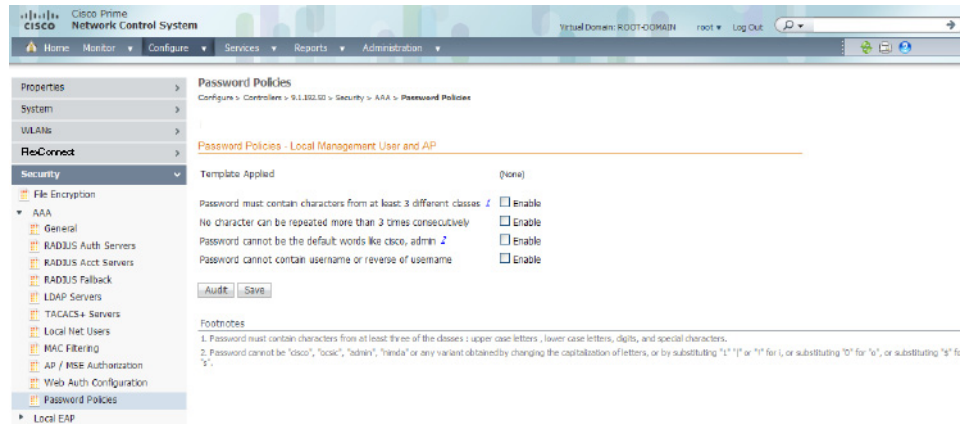 Cisco Prime
CISCO Network Control System
Virtual Domain: ROOT-DOMAIN root Log Out
Home Monitor Configure Services Reports Administration
Properties
System
WLANs
FlexConnect
Security
File Encryption
AAA
General
RADIUS Auth Servers
RADIUS Acct Servers
RADIUS Fallback
LDAP Servers
TACACS+ Servers
Local Net Users
MAC Filtering
AP / MSE Authorization
Web Auth Configuration
Password Policies
Local EAP
Password Policies
Configure > Controllers > 9.1.192.50 > Security > AAA > Password Policies
Password Policies - Local Management User and AP
Template Applied (None)
Password must contain characters from at least 3 different classes 1 Enable
No character can be repeated more than 3 times consecutively Enable
Password cannot be the default words like cisco, admin 2 Enable
Password cannot contain username or reverse of username Enable
Audit Save
Footnotes
1. Password must contain characters from at least three of the classes : upper case letters , lower case letters, digits, and special characters.
2. Password cannot be "cisco", "ocsic", "admin", "nimda" or any variant obtained by changing the capitalization of letters, or by substituting "1" "|" or "!" for i, or substituting "0" for "o", or substituting "$" fo
"s".